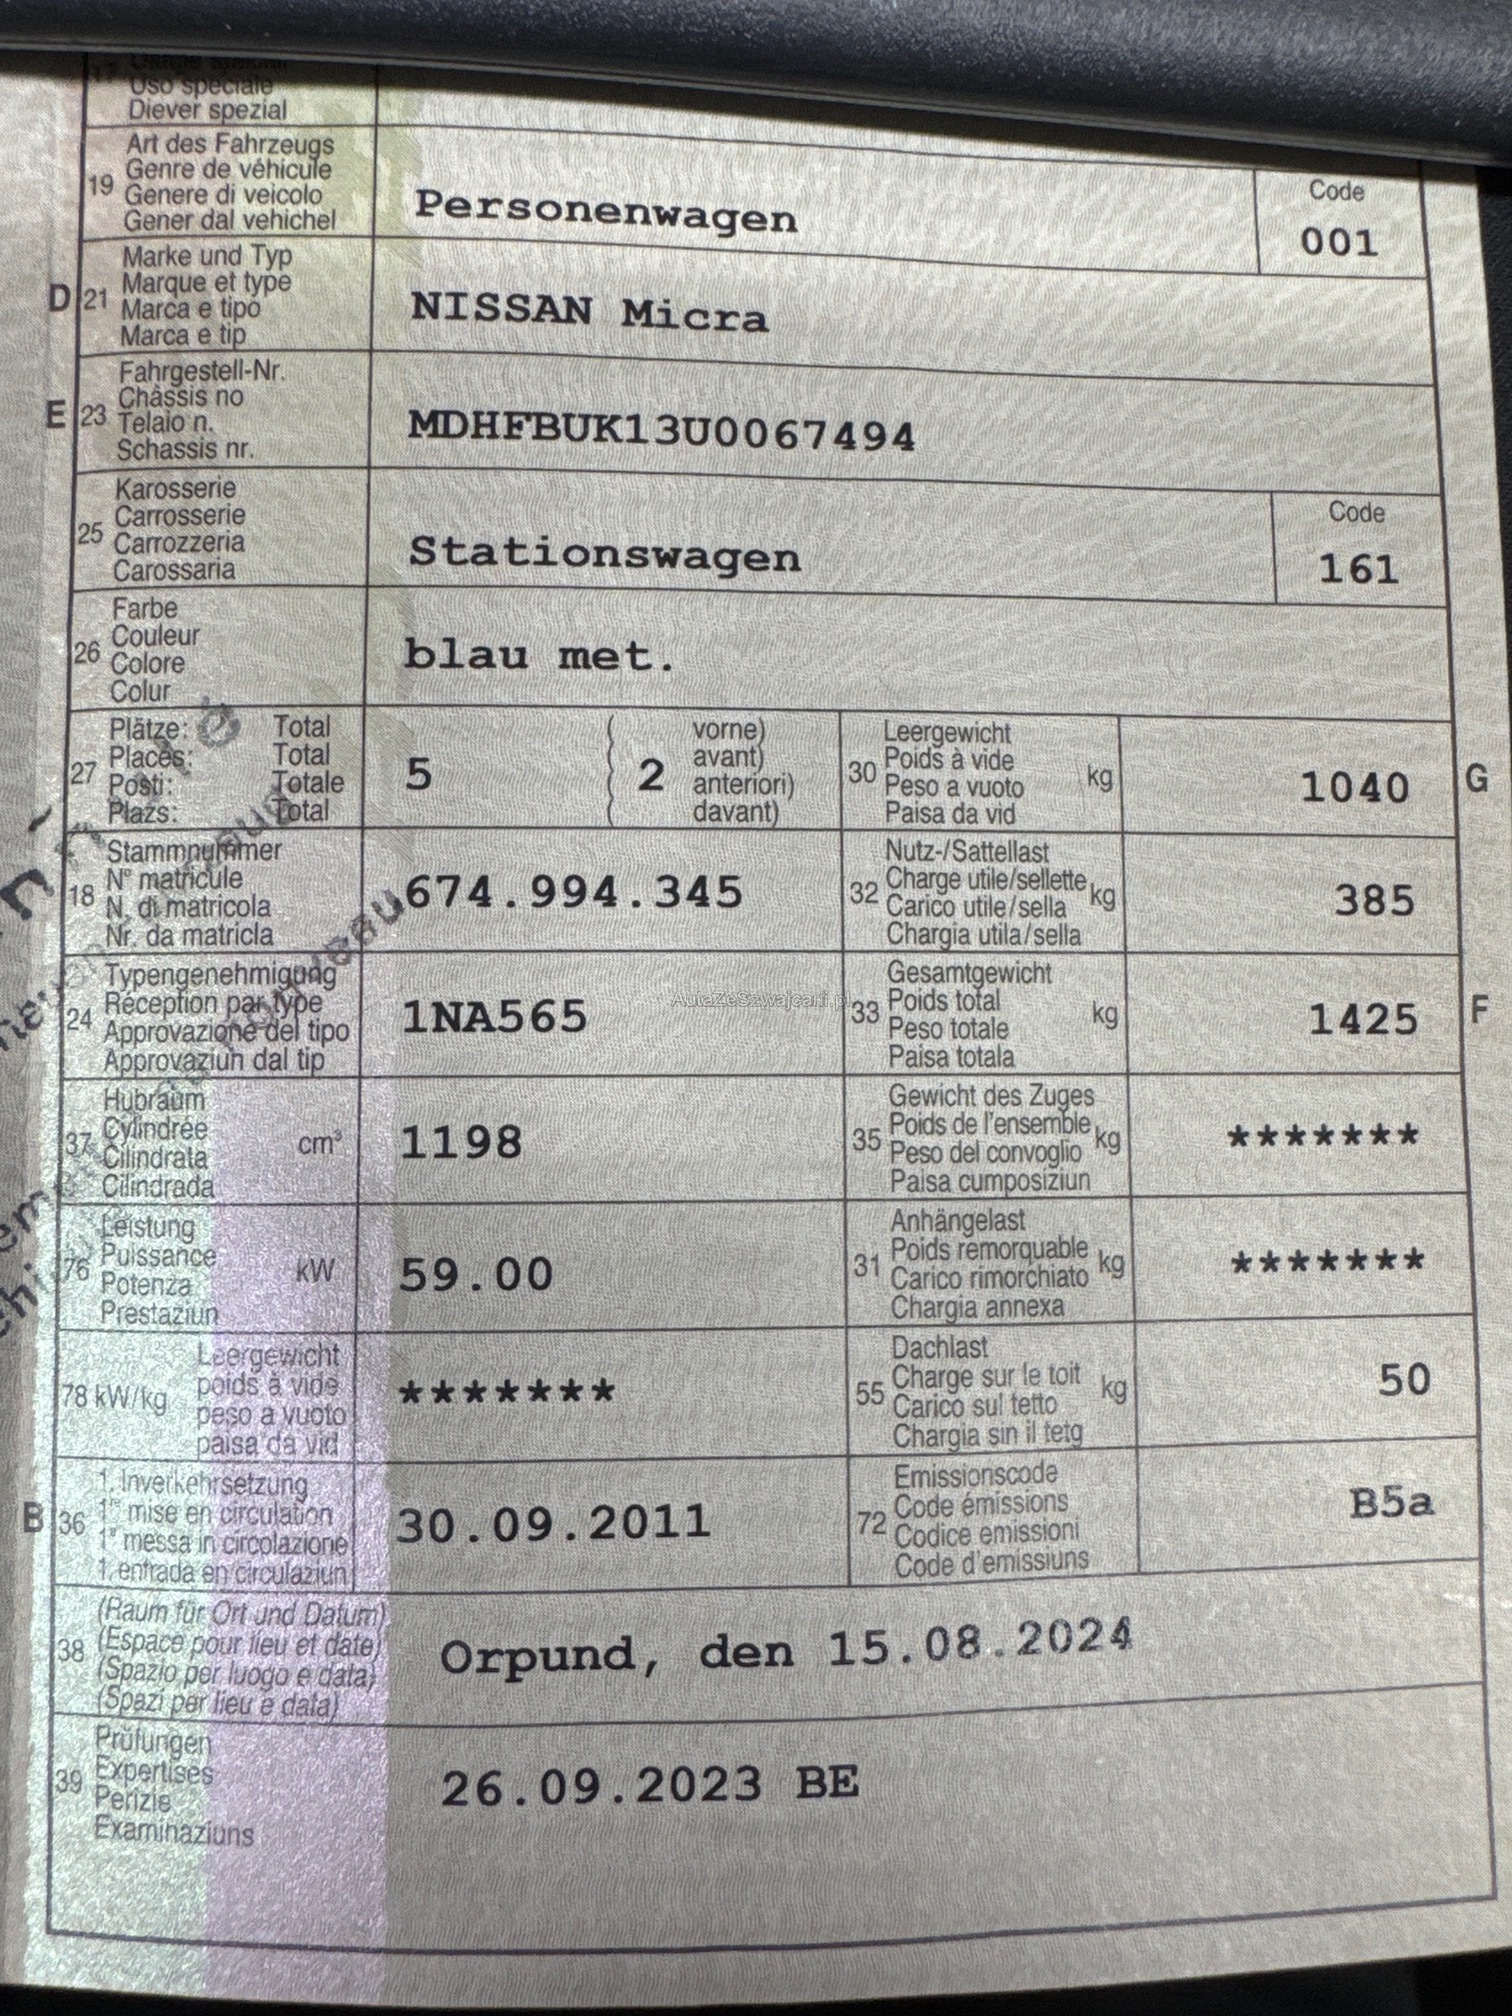 17
Uso speciale
Diever spezial
19
Art des Fahrzeugs
Genre de véhicule
Genere di veicolo
Gener dal vehichel
Personenwagen
Code
001
D
21
Marke und Typ
Marque et type
Marca e tipo
Marca e tip
NISSAN Micra
E
23
Fahrgestell-Nr.
Châssis no
Telaio n.
Schassis nr.
MDHFBUK13U0067494
25
Karosserie
Carrosserie
Carrozzeria
Carossaria
Stationswagen
Code
161
26
Farbe
Couleur
Colore
Colur
blau met.
27
Plätze: Total
Places: Total
Posti: Totale
Plazs: Total
5
( 2
vorne)
avant)
anteriori)
davant)
30
Leergewicht
Poids à vide
Peso a vuoto
Paisa da vid
kg
1040
G
18
Stammnummer
N° matricule
N. di matricola
Nr. da matricla
674.994.345
32
Nutz-/Sattellast
Charge utile/sellette
Carico utile/sella
Chargia utila/sella
kg
385
24
Typengenehmigung
Réception par type
Approvazione del tipo
Approvaziun dal tip
1NA565
AutaZeSzwajcarii.pl
33
Gesamtgewicht
Poids total
Peso totale
Paisa totala
kg
1425
F
37
Hubraum
Cylindrée
Cilindrata
Cilindrada
cm³
1198
35
Gewicht des Zuges
Poids de l'ensemble
Peso del convoglio
Paisa cumposiziun
kg
*******
76
Leistung
Puissance
Potenza
Prestaziun
kW
59.00
31
Anhängelast
Poids remorquable
Carico rimorchiato
Chargia annexa
kg
*******
78 kW/kg
Leergewicht
poids à vide
peso a vuoto
paisa da vid
*******
55
Dachlast
Charge sur le toit
Carico sul tetto
Chargia sin il tetg
kg
50
B
36
1. Inverkehrsetzung
1re mise en circulation
1a messa in circolazione
1. entrada en circulaziun
30.09.2011
72
Emissionscode
Code émissions
Codice emissioni
Code d'emissiuns
B5a
38
(Raum für Ort und Datum)
(Espace pour lieu et date)
(Spazio per luogo e data)
(Spazi per lieu e data)
Orpund, den 15.08.2024
39
Prüfungen
Expertises
Perizie
Examinaziuns
26.09.2023 BE